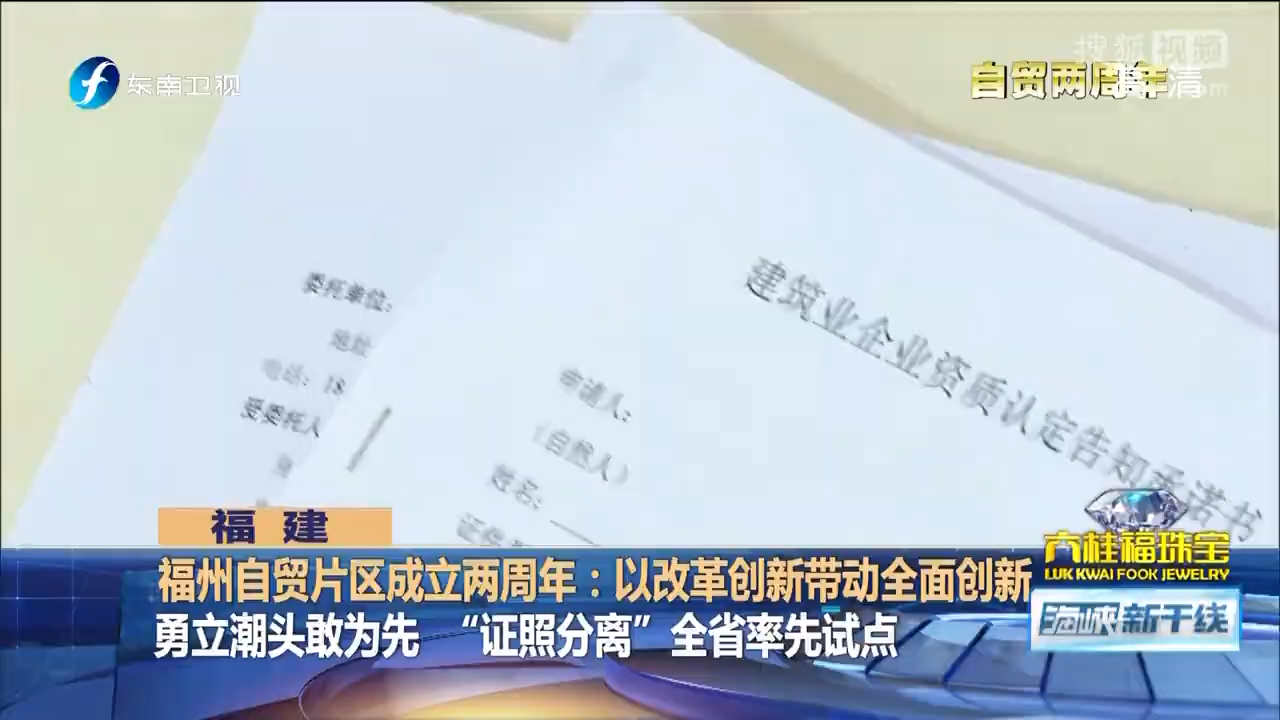 东南卫视
搜狐视频
自贸两周年
高清
委托单位:
地址
电话: 18
受委托人
建筑业企业资质认定告知承诺书
申请人:
(自然人)
姓名:
福建
福州自贸片区成立两周年：以改革创新带动全面创新
勇立潮头敢为先 “证照分离”全省率先试点
六桂福珠宝
LUK KWAI FOOK JEWELRY
海峡新干线